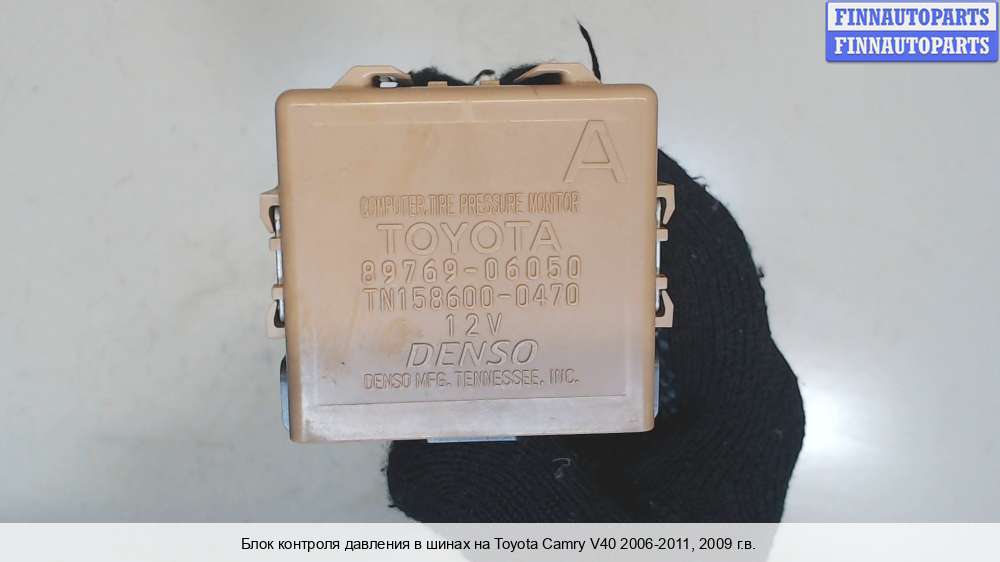 FINNAUTOPARTS
FINNAUTOPARTS
A
COMPUTER,TIRE PRESSURE MONITOR
TOYOTA
89769-06050
TN158600-0470
12V
DENSO
DENSO MFG. TENNESSEE, INC.
Блок контроля давления в шинах на Toyota Camry V40 2006-2011, 2009 г.в.